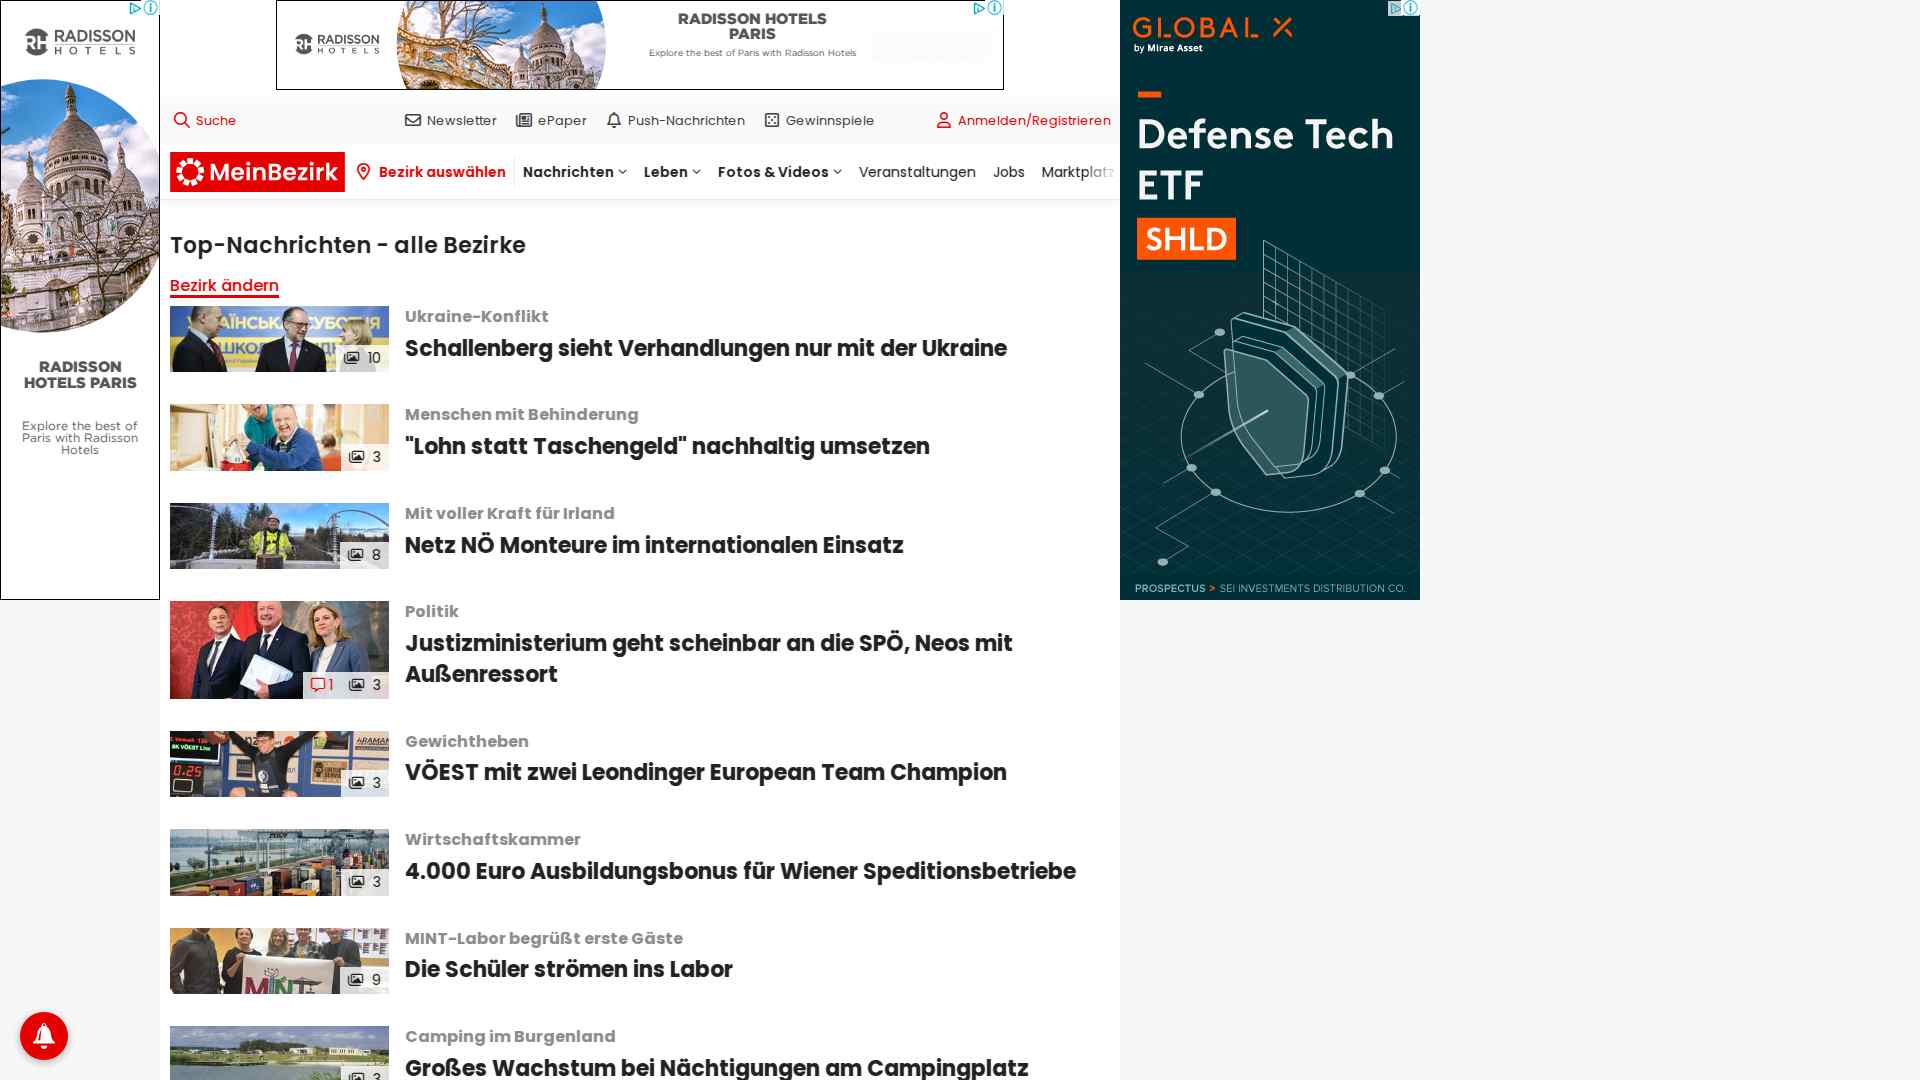 RADISSON
HOTELS
RADISSON
HOTELS PARIS
Explore the best of
Paris with Radisson
Hotels
RADISSON
HOTELS
RADISSON HOTELS
PARIS
Explore the best of Paris with Radisson Hotels
Suche
Newsletter
ePaper
Push-Nachrichten
Gewinnspiele
Anmelden/Registrieren
MeinBezirk
Bezirk auswählen
Nachrichten
Leben
Fotos & Videos
Veranstaltungen
Jobs
Marktplatz
Top-Nachrichten - alle Bezirke
Bezirk ändern
10
Ukraine-Konflikt
Schallenberg sieht Verhandlungen nur mit der Ukraine
3
Menschen mit Behinderung
"Lohn statt Taschengeld" nachhaltig umsetzen
8
Mit voller Kraft für Irland
Netz NÖ Monteure im internationalen Einsatz
1
3
Politik
Justizministerium geht scheinbar an die SPÖ, Neos mit
Außenressort
BK VÖEST Linz
0.25
3
Gewichtheben
VÖEST mit zwei Leondinger European Team Champion
3
Wirtschaftskammer
4.000 Euro Ausbildungsbonus für Wiener Speditionsbetriebe
MINT
9
MINT-Labor begrüßt erste Gäste
Die Schüler strömen ins Labor
3
Camping im Burgenland
Großes Wachstum bei Nächtigungen am Campingplatz
GLOBAL X
by Mirae Asset
Defense Tech
ETF
SHLD
PROSPECTUS > SEI INVESTMENTS DISTRIBUTION CO.